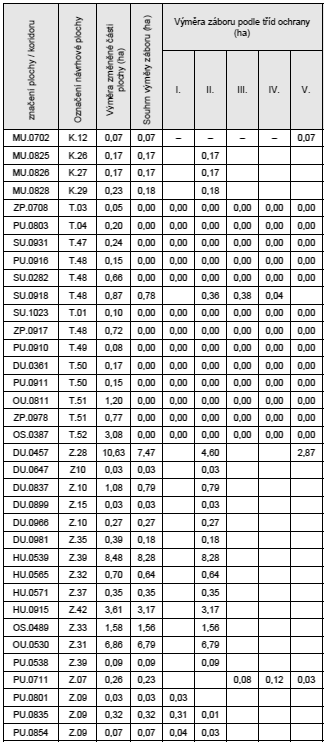 značení plochy / koridoru Označení návrhové plochy Výměra změněné části plochy (ha) Souhrn výměry záboru (ha) Výměra záboru podle tříd ochrany (ha)
I. II. III. IV. V.
MU.0702 K.12 0,07 0,07 – – – – 0,07
MU.0825 K.26 0,17 0,17 0,17
MU.0826 K.27 0,17 0,17 0,17
MU.0828 K.29 0,23 0,18 0,18
ZP.0708 T.03 0,05 0,00 0,00 0,00 0,00 0,00 0,00
PU.0803 T.04 0,20 0,00 0,00 0,00 0,00 0,00 0,00
SU.0931 T.47 0,24 0,00 0,00 0,00 0,00 0,00 0,00
PU.0916 T.48 0,15 0,00 0,00 0,00 0,00 0,00 0,00
SU.0282 T.48 0,66 0,00 0,00 0,00 0,00 0,00 0,00
SU.0918 T.48 0,87 0,78 0,36 0,38 0,04
SU.1023 T.01 0,10 0,00 0,00 0,00 0,00 0,00 0,00
ZP.0917 T.48 0,72 0,00 0,00 0,00 0,00 0,00 0,00
PU.0910 T.49 0,08 0,00 0,00 0,00 0,00 0,00 0,00
DU.0361 T.50 0,17 0,00 0,00 0,00 0,00 0,00 0,00
PU.0911 T.50 0,15 0,00 0,00 0,00 0,00 0,00 0,00
OU.0811 T.51 1,20 0,00 0,00 0,00 0,00 0,00 0,00
ZP.0978 T.51 0,77 0,00 0,00 0,00 0,00 0,00 0,00
OS.0387 T.52 3,08 0,00 0,00 0,00 0,00 0,00 0,00
DU.0457 Z.28 10,63 7,47 4,60 2,87
DU.0647 Z10 0,03 0,03 0,03
DU.0837 Z.10 1,08 0,79 0,79
DU.0899 Z.15 0,03 0,03 0,03
DU.0966 Z.10 0,27 0,27 0,27
DU.0981 Z.35 0,39 0,18 0,18
HU.0539 Z.39 8,48 8,28 8,28
HU.0565 Z.32 0,70 0,64 0,64
HU.0571 Z.37 0,35 0,35 0,35
HU.0915 Z.42 3,61 3,17 3,17
OS.0489 Z.33 1,58 1,56 1,56
OU.0530 Z.31 6,86 6,79 6,79
PU.0538 Z.39 0,09 0,09 0,09
PU.0711 Z.07 0,26 0,23 0,08 0,12 0,03
PU.0801 Z.09 0,03 0,03 0,03
PU.0835 Z.09 0,32 0,32 0,31 0,01
PU.0854 Z.09 0,07 0,07 0,04 0,03